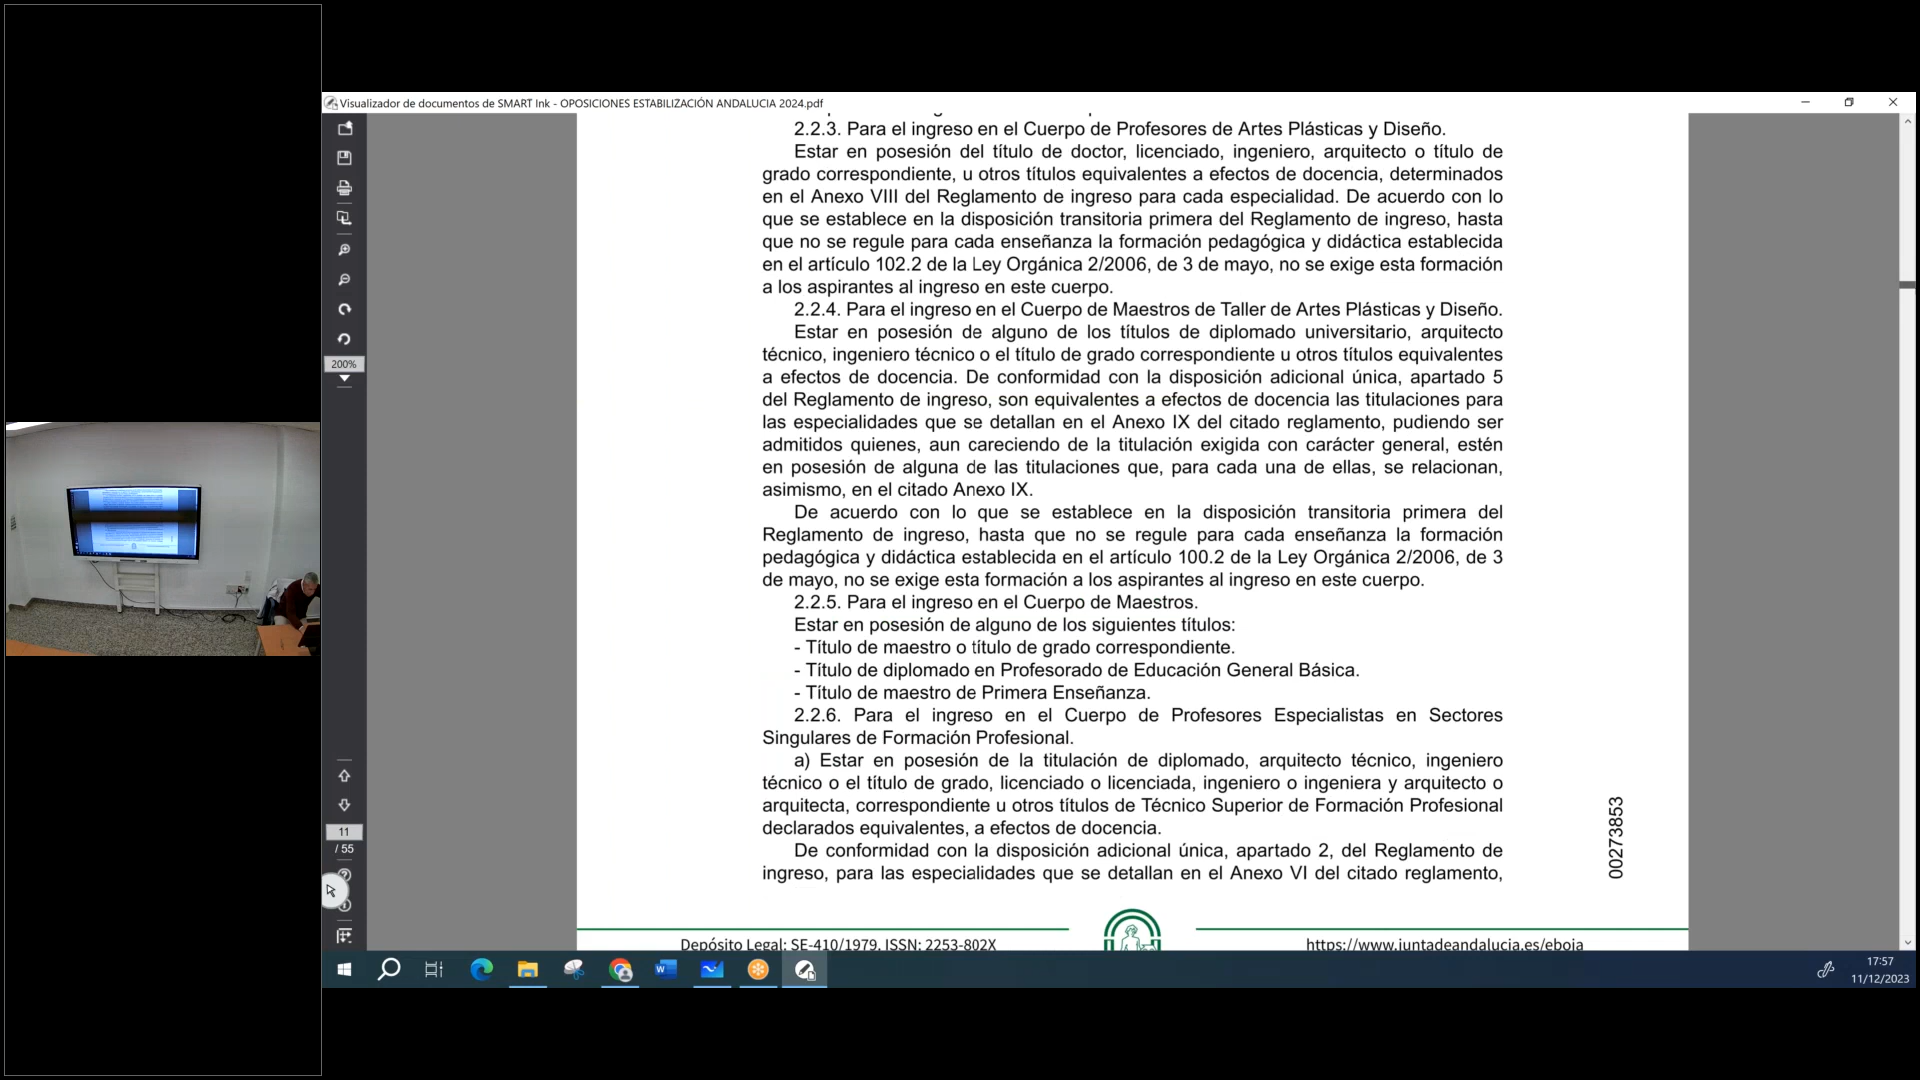 Visualizador de documentos de SMART Ink - OPOSICIONES ESTABILIZACIÓN ANDALUCIA 2024.pdf
2.2.3. Para el ingreso en el Cuerpo de Profesores de Artes Plásticas y Diseño.
Estar en posesión del título de doctor, licenciado, ingeniero, arquitecto o título de
grado correspondiente, u otros títulos equivalentes a efectos de docencia, determinados
en el Anexo VIII del Reglamento de ingreso para cada especialidad. De acuerdo con lo
que se establece en la disposición transitoria primera del Reglamento de ingreso, hasta
que no se regule para cada enseñanza la formación pedagógica y didáctica establecida
en el artículo 102.2 de la Ley Orgánica 2/2006, de 3 de mayo, no se exige esta formación
a los aspirantes al ingreso en este cuerpo.
2.2.4. Para el ingreso en el Cuerpo de Maestros de Taller de Artes Plásticas y Diseño.
Estar en posesión de alguno de los títulos de diplomado universitario, arquitecto
técnico, ingeniero técnico o el título de grado correspondiente u otros títulos equivalentes
a efectos de docencia. De conformidad con la disposición adicional única, apartado 5
del Reglamento de ingreso, son equivalentes a efectos de docencia las titulaciones para
las especialidades que se detallan en el Anexo IX del citado reglamento, pudiendo ser
admitidos quienes, aun careciendo de la titulación exigida con carácter general, estén
en posesión de alguna de las titulaciones que, para cada una de ellas, se relacionan,
asimismo, en el citado Anexo IX.
De acuerdo con lo que se establece en la disposición transitoria primera del
Reglamento de ingreso, hasta que no se regule para cada enseñanza la formación
pedagógica y didáctica establecida en el artículo 100.2 de la Ley Orgánica 2/2006, de 3
de mayo, no se exige esta formación a los aspirantes al ingreso en este cuerpo.
2.2.5. Para el ingreso en el Cuerpo de Maestros.
Estar en posesión de alguno de los siguientes títulos:
- Título de maestro o título de grado correspondiente.
- Título de diplomado en Profesorado de Educación General Básica.
- Título de maestro de Primera Enseñanza.
2.2.6. Para el ingreso en el Cuerpo de Profesores Especialistas en Sectores
Singulares de Formación Profesional.
a) Estar en posesión de la titulación de diplomado, arquitecto técnico, ingeniero
técnico o el título de grado, licenciado o licenciada, ingeniero o ingeniera y arquitecto o
arquitecta, correspondiente u otros títulos de Técnico Superior de Formación Profesional
declarados equivalentes, a efectos de docencia.
De conformidad con la disposición adicional única, apartado 2, del Reglamento de
ingreso, para las especialidades que se detallan en el Anexo VI del citado reglamento,
00273853
Depósito Legal: SE-410/1979. ISSN: 2253-802X
https://www.juntadeandalucia.es/eboja
200%
11
/ 55
17:57
11/12/2023